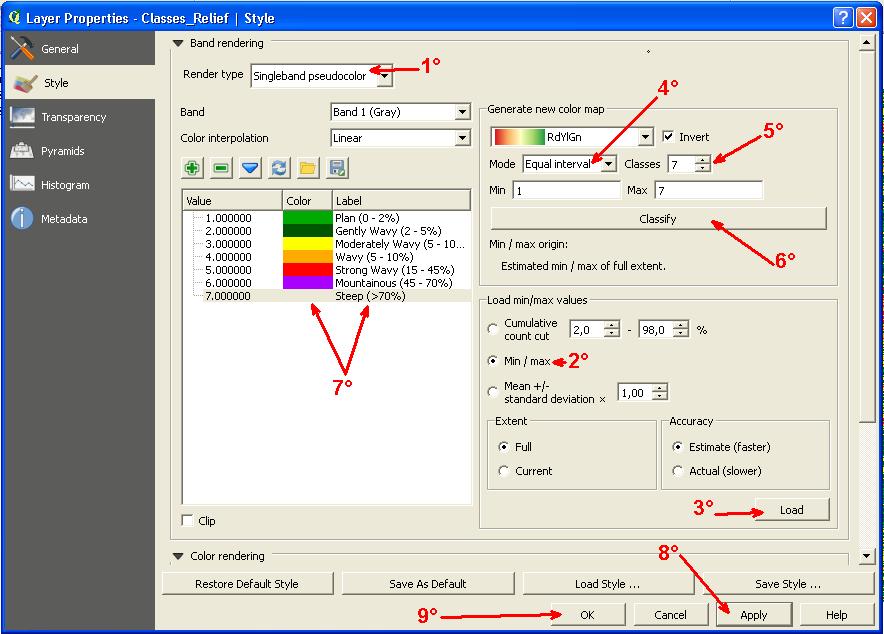 Layer Properties - Classes_Relief | Style
General
Style
Transparency
Pyramids
Histogram
Metadata
Band rendering
Render type Singleband pseudocolor 1°
Band Band 1 (Gray)
Color interpolation Linear
Value Color Label
1.000000 Plan (0 - 2%)
2.000000 Gently Wavy (2 - 5%)
3.000000 Moderately Wavy (5 - 10...
4.000000 Wavy (5 - 10%)
5.000000 Strong Wavy (15 - 45%)
6.000000 Mountainous (45 - 70%)
7.000000 Steep (>70%)
7°
Clip
4°
Generate new color map
RdYlGn Invert
5°
Mode Equal interval Classes 7
Min 1 Max 7
Classify
6°
Min / max origin:
Estimated min / max of full extent.
Load min/max values
Cumulative
count cut 2,0 - 98,0 %
Min / max 2°
Mean +/-
standard deviation × 1,00
Extent
Full
Current
Accuracy
Estimate (faster)
Actual (slower)
3° Load
Color rendering
8°
Restore Default Style Save As Default Load Style ... Save Style ...
9° OK Cancel Apply Help